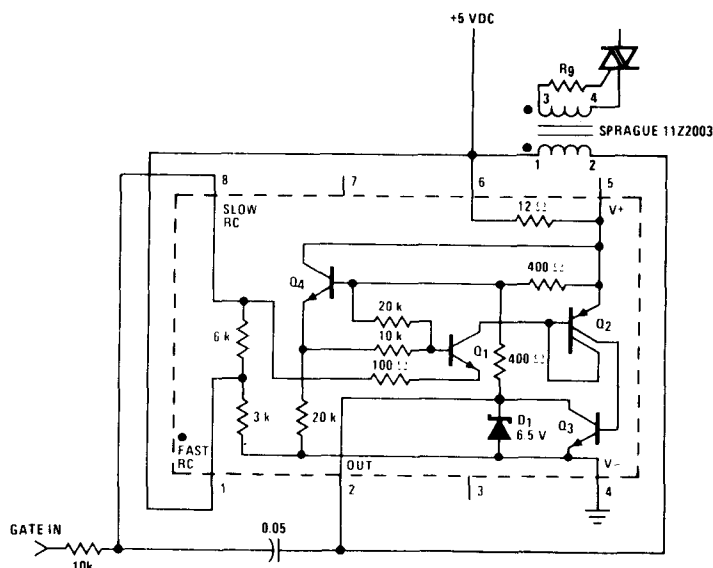 +5 VDC
R9
3 4
SPRAGUE 11Z2003
1 2
8 7 6 5
SLOW
RC
12 Ω
V+
400 Ω
Q4
20 k
Q2
6 k
10 k
Q1
400 Ω
100 Ω
3 k
20 k
D1
6.5 V
Q3
FAST
RC
OUT
V−
1 2 3 4
GATE IN
0.05
10k